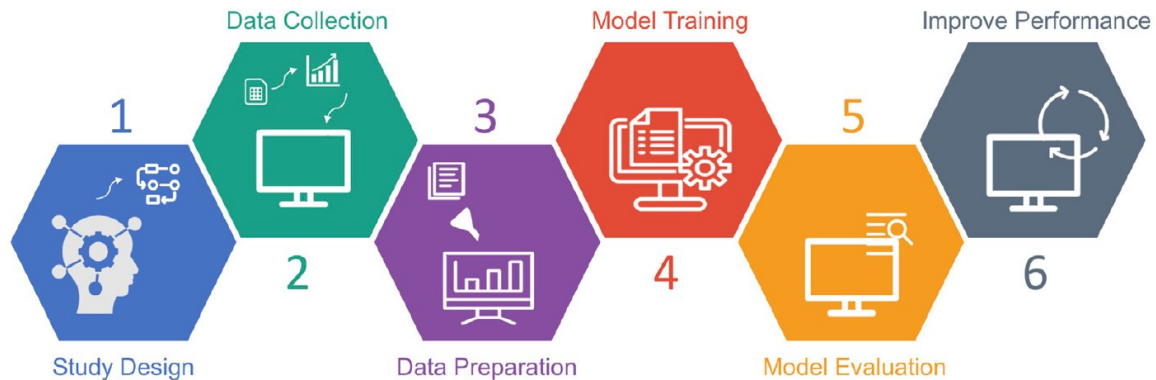 Data Collection
Model Training
Improve Performance
1
3
5
2
4
6
Study Design
Data Preparation
Model Evaluation